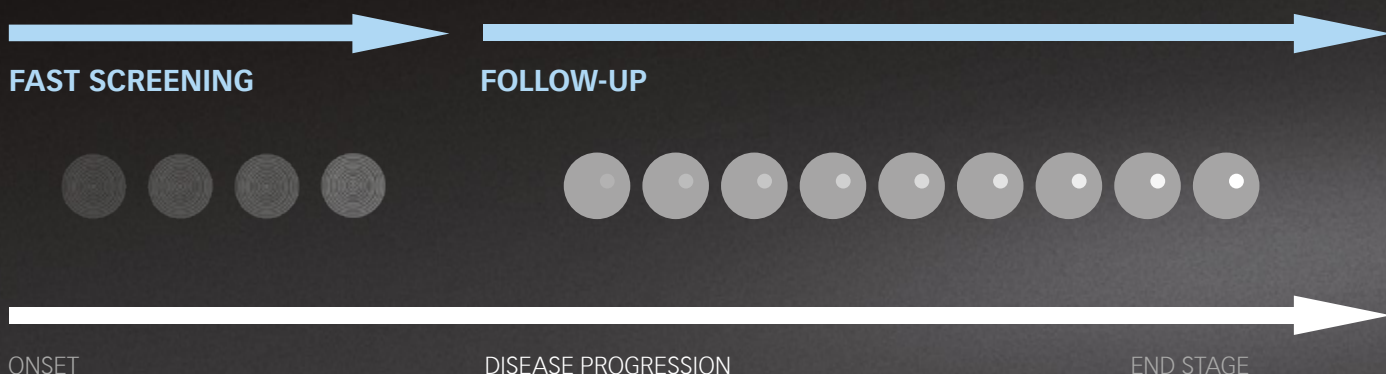 FAST SCREENING
FOLLOW-UP
ONSET
DISEASE PROGRESSION
END STAGE